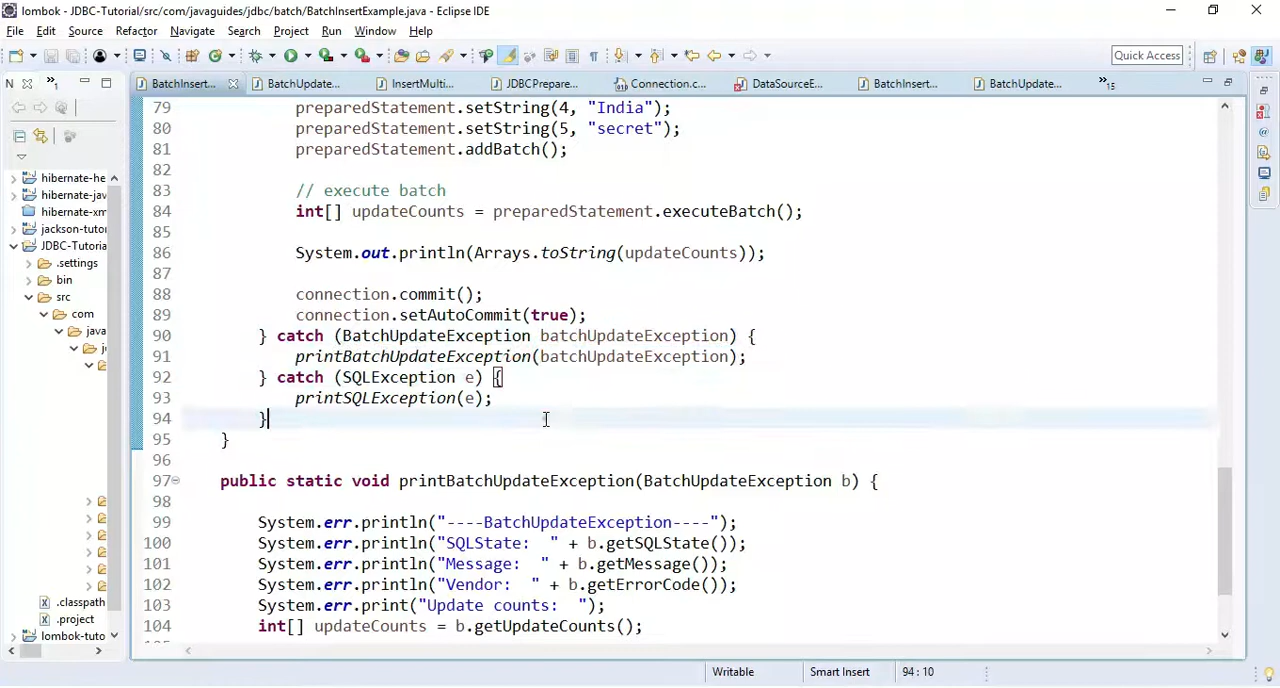 lombok - JDBC-Tutorial/src/com/javaguides/jdbc/batch/BatchInsertExample.java - Eclipse IDE
File Edit Source Refactor Navigate Search Project Run Window Help
Quick Access
N
BatchInsert... BatchUpdate... InsertMulti... JDBCPrepare... Connection.c... DataSourceE... BatchInsert... BatchUpdate... 15
hibernate-he
hibernate-jav
hibernate-xm
jackson-tutor
JDBC-Tutoria
.settings
bin
src
com
java
j
.classpath
.project
lombok-tuto
79 preparedStatement.setString(4, "India");
80 preparedStatement.setString(5, "secret");
81 preparedStatement.addBatch();
82
83 // execute batch
84 int[] updateCounts = preparedStatement.executeBatch();
85
86 System.out.println(Arrays.toString(updateCounts));
87
88 connection.commit();
89 connection.setAutoCommit(true);
90 } catch (BatchUpdateException batchUpdateException) {
91 printBatchUpdateException(batchUpdateException);
92 } catch (SQLException e) {
93 printSQLException(e);
94 }
95 }
96
97 public static void printBatchUpdateException(BatchUpdateException b) {
98
99 System.err.println("----BatchUpdateException----");
100 System.err.println("SQLState:  " + b.getSQLState());
101 System.err.println("Message:  " + b.getMessage());
102 System.err.println("Vendor:  " + b.getErrorCode());
103 System.err.print("Update counts:  ");
104 int[] updateCounts = b.getUpdateCounts();
Writable Smart Insert 94 : 10